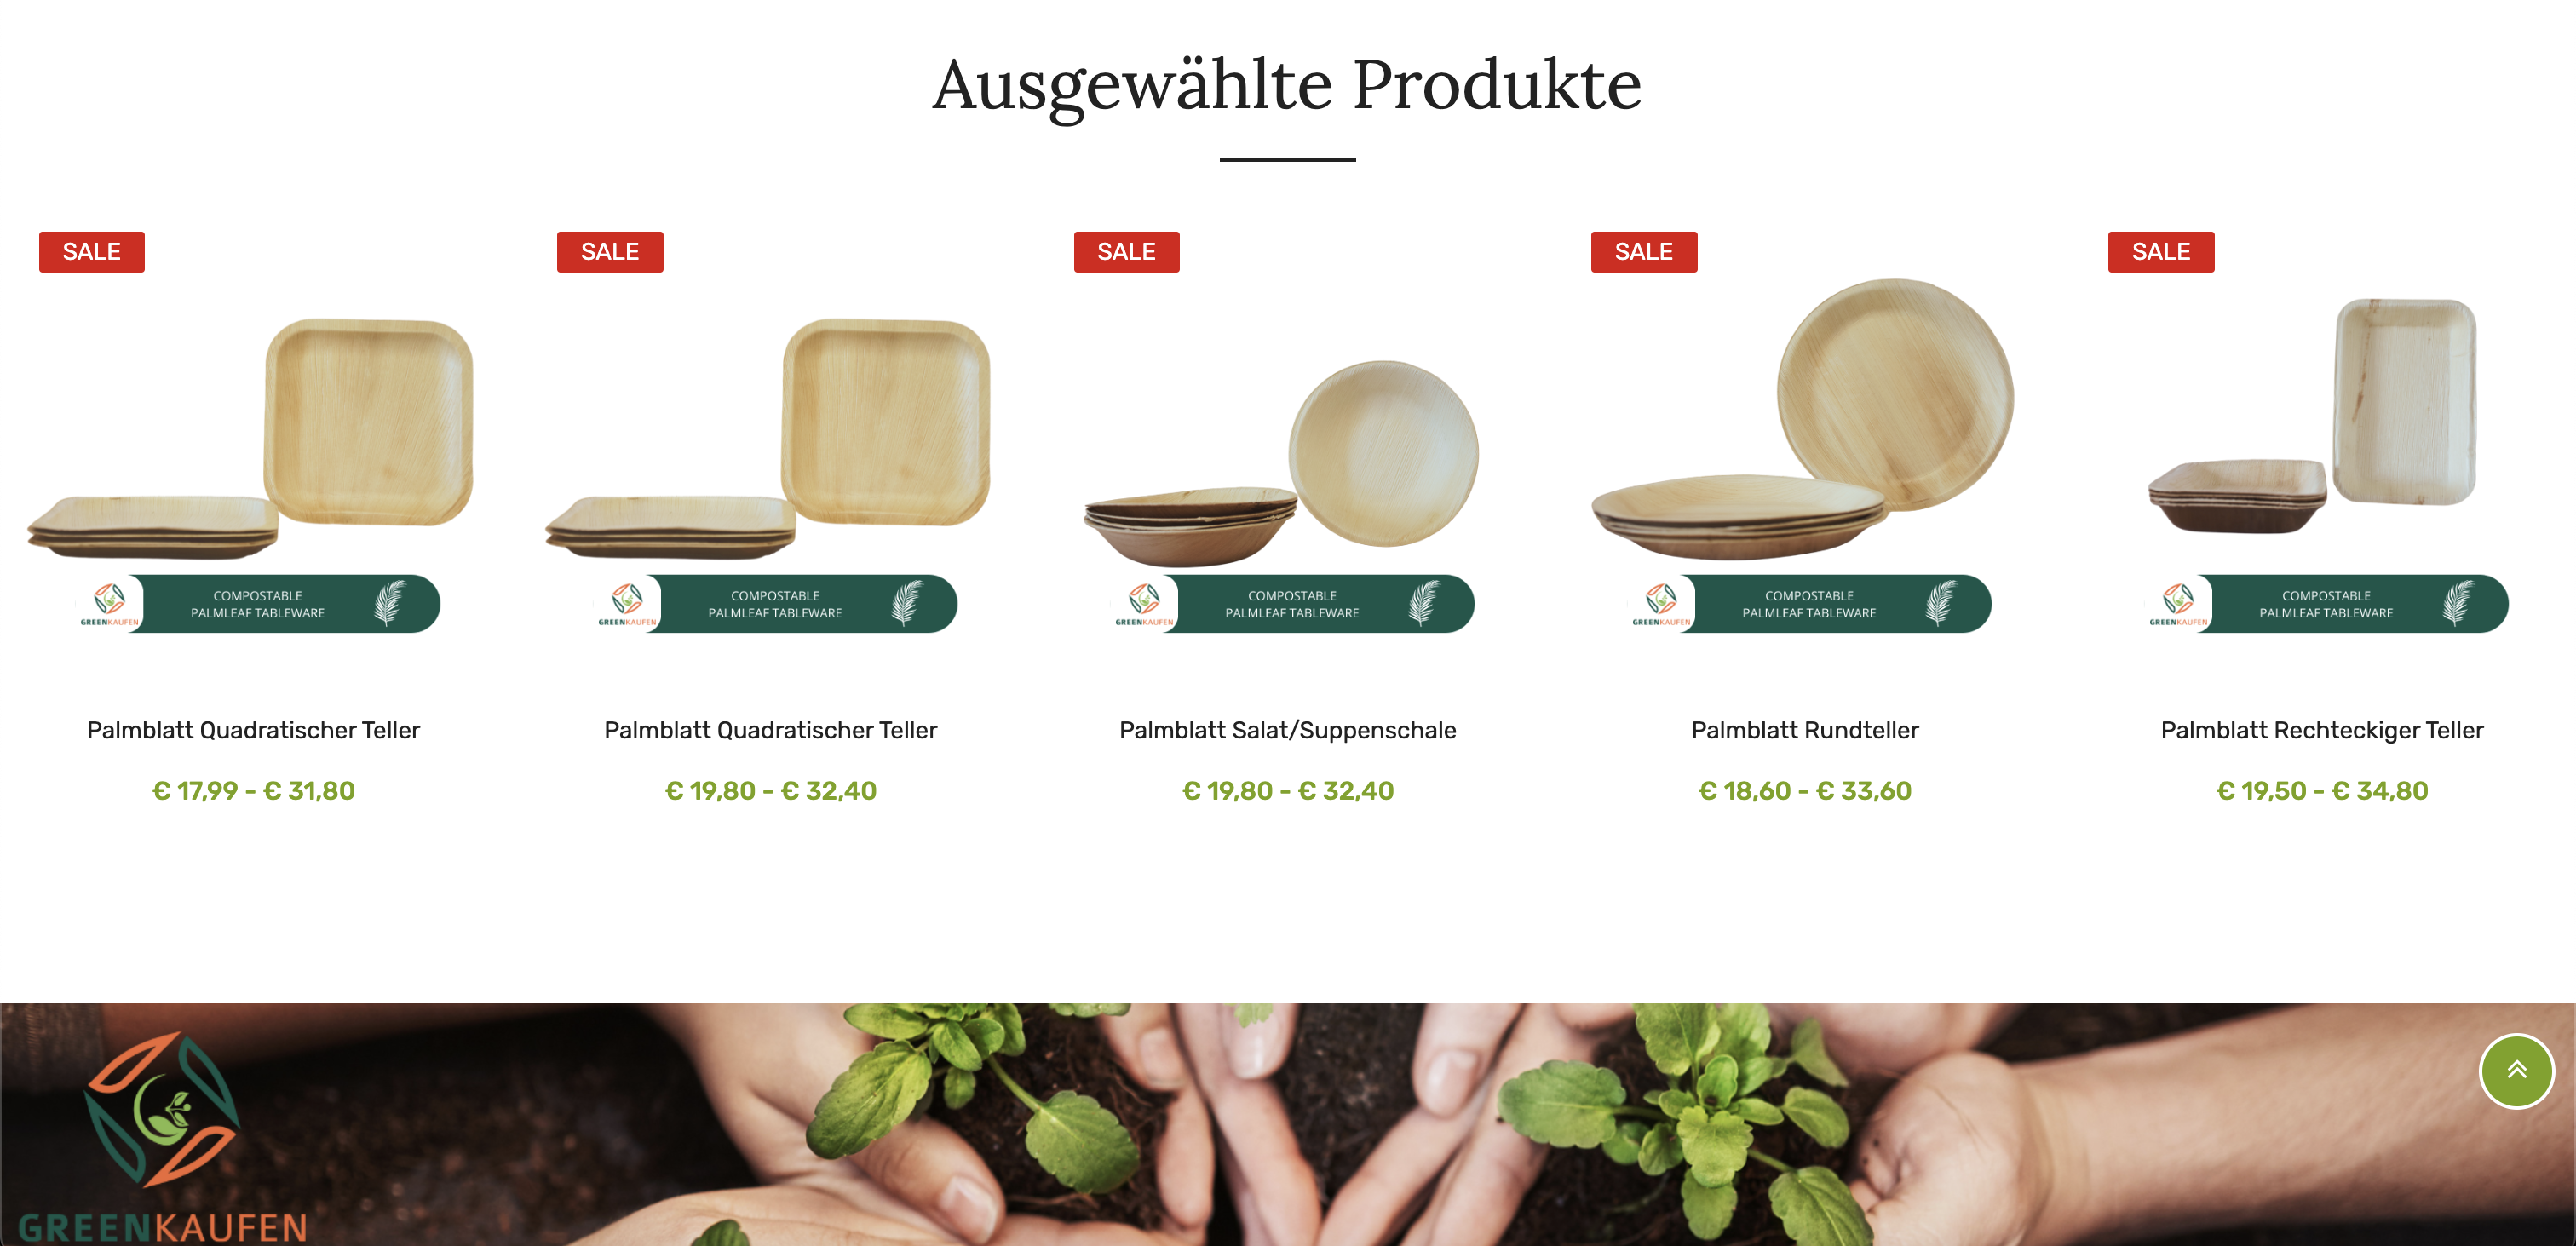 Ausgewählte Produkte
SALE
SALE
SALE
SALE
SALE
COMPOSTABLE
PALMLEAF TABLEWARE
GREENKAUFEN
COMPOSTABLE
PALMLEAF TABLEWARE
GREENKAUFEN
COMPOSTABLE
PALMLEAF TABLEWARE
GREENKAUFEN
COMPOSTABLE
PALMLEAF TABLEWARE
GREENKAUFEN
COMPOSTABLE
PALMLEAF TABLEWARE
GREENKAUFEN
Palmblatt Quadratischer Teller
€ 17,99 - € 31,80
Palmblatt Quadratischer Teller
€ 19,80 - € 32,40
Palmblatt Salat/Suppenschale
€ 19,80 - € 32,40
Palmblatt Rundteller
€ 18,60 - € 33,60
Palmblatt Rechteckiger Teller
€ 19,50 - € 34,80
GREENKAUFEN